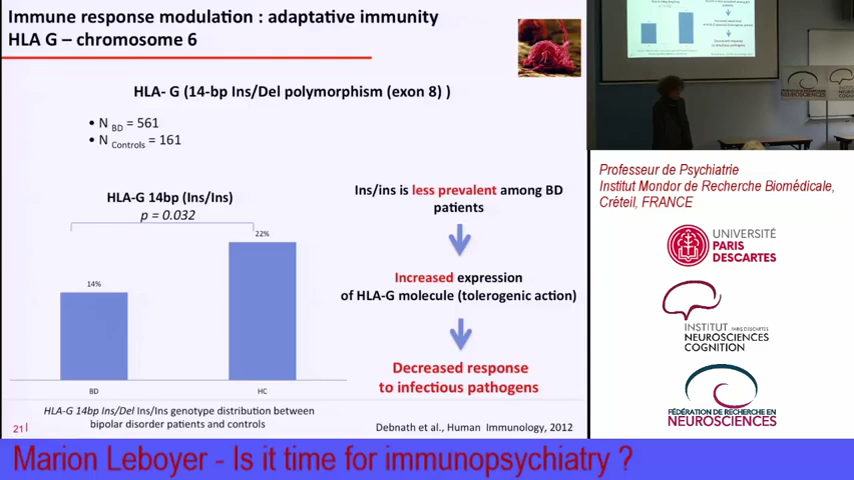 Immune response modulation : adaptative immunity
HLA G – chromosome 6
HLA- G (14-bp Ins/Del polymorphism (exon 8) )
• N BD = 561
• N Controls = 161
HLA-G 14bp (Ins/Ins)
p = 0.032
22%
14%
BD
HC
HLA-G 14bp Ins/Del Ins/Ins genotype distribution between
bipolar disorder patients and controls
21
Ins/ins is less prevalent among BD
patients
Increased expression
of HLA-G molecule (tolerogenic action)
Decreased response
to infectious pathogens
Debnath et al., Human Immunology, 2012
NEUROSCIENCES
NEUROSCIENCES
COGNITION
Professeur de Psychiatrie
Institut Mondor de Recherche Biomédicale,
Créteil, FRANCE
UNIVERSITÉ
PARIS
DESCARTES
INSTITUT PARIS DESCARTES
NEUROSCIENCES
COGNITION
FÉDÉRATION DE RECHERCHE EN
NEUROSCIENCES
Marion Leboyer - Is it time for immunopsychiatry ?